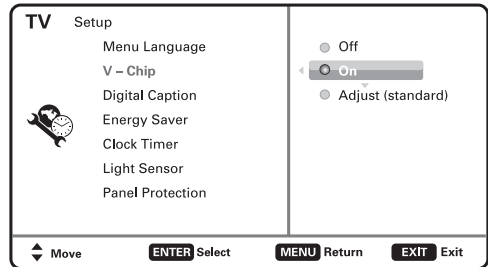 TV Setup
Menu Language
V – Chip
Digital Caption
Energy Saver
Clock Timer
Light Sensor
Panel Protection
Off
On
Adjust (standard)
Move ENTER Select MENU Return EXIT Exit